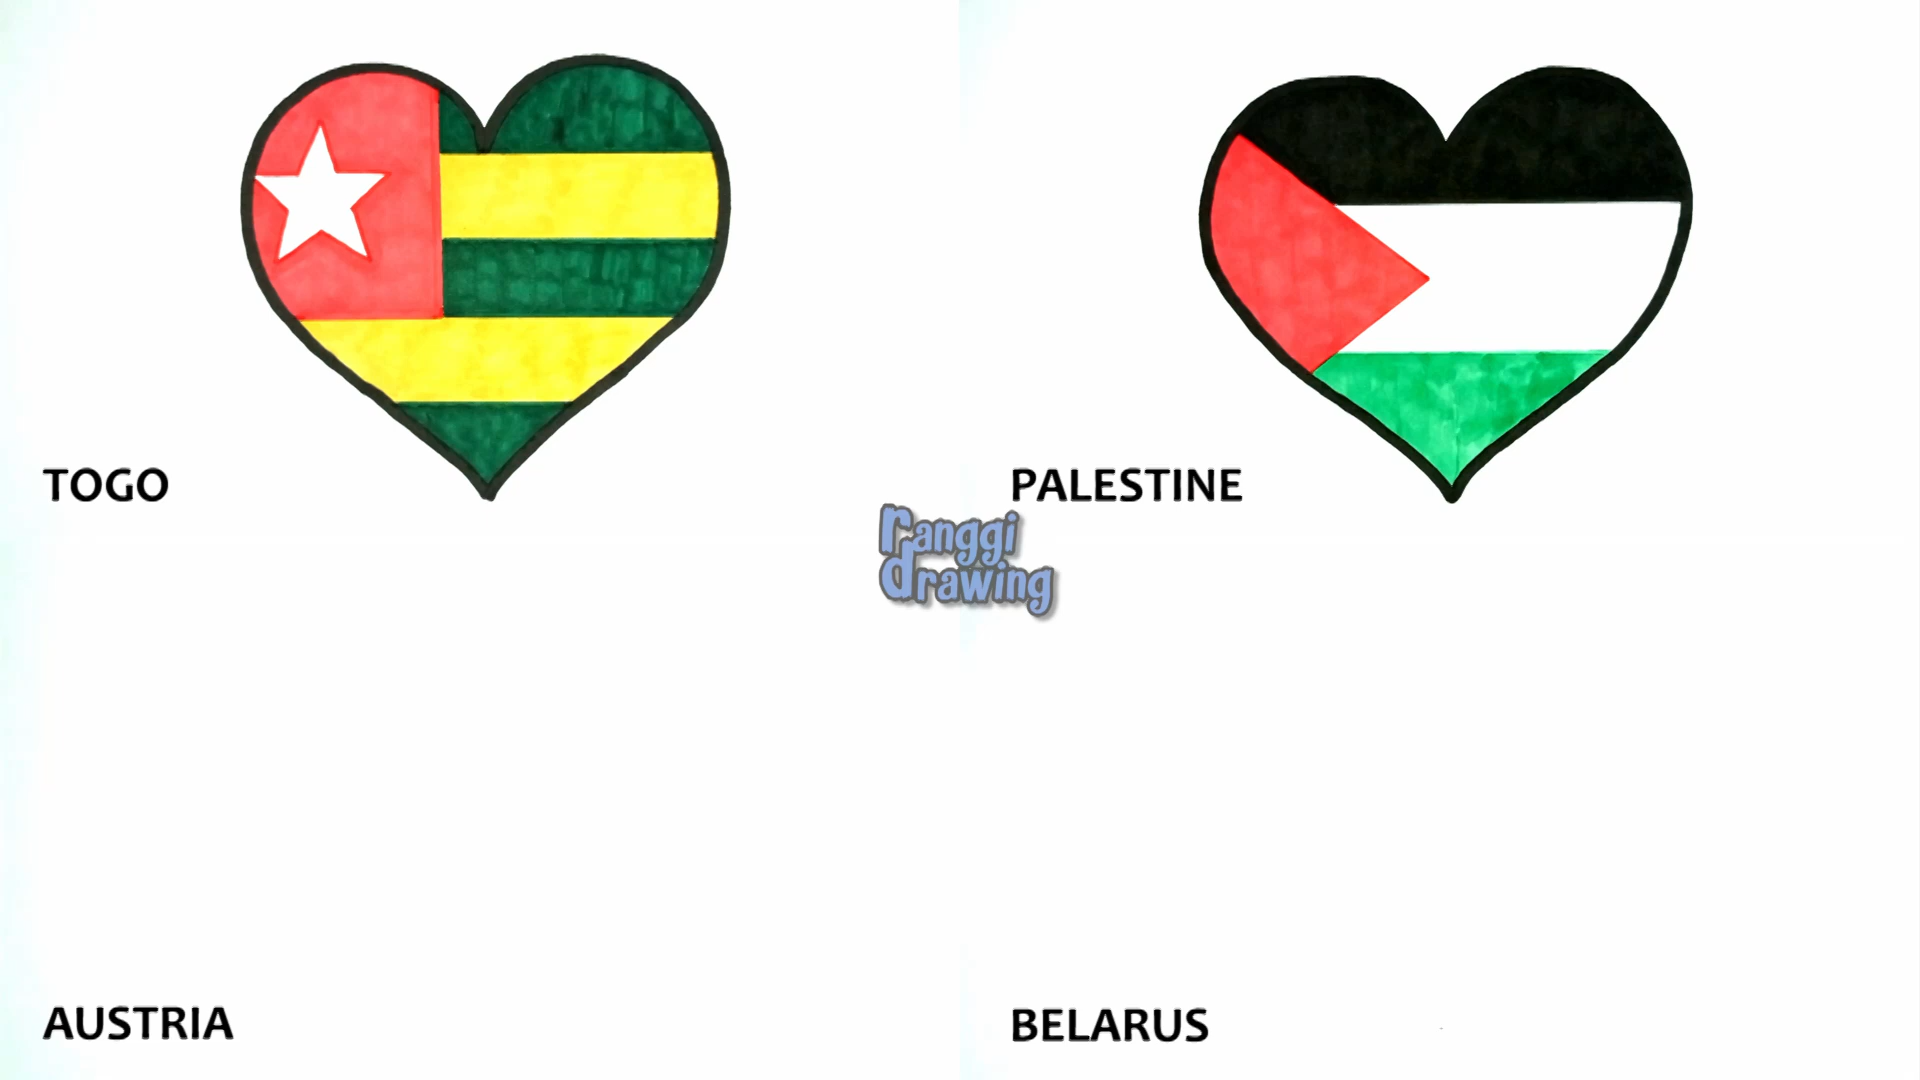 TOGO
PALESTINE
ranggi
drawing
AUSTRIA
BELARUS